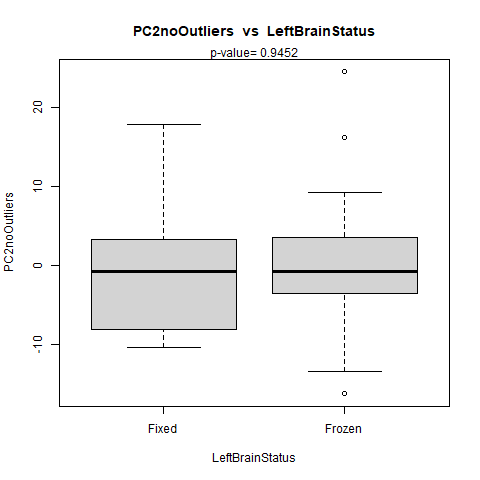 PC2noOutliers vs LeftBrainStatus
p-value= 0.9452
20
10
0
-10
PC2noOutliers
Fixed
Frozen
LeftBrainStatus